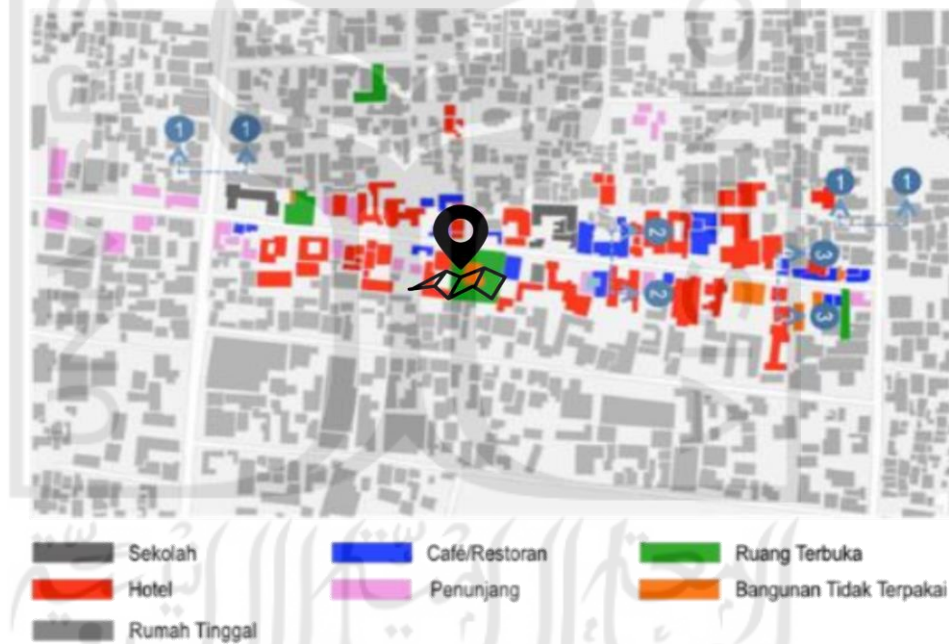 1 1 1 1
2 3
2 3
Sekolah Café/Restoran Ruang Terbuka
Hotel Penunjang Bangunan Tidak Terpakai
Rumah Tinggal